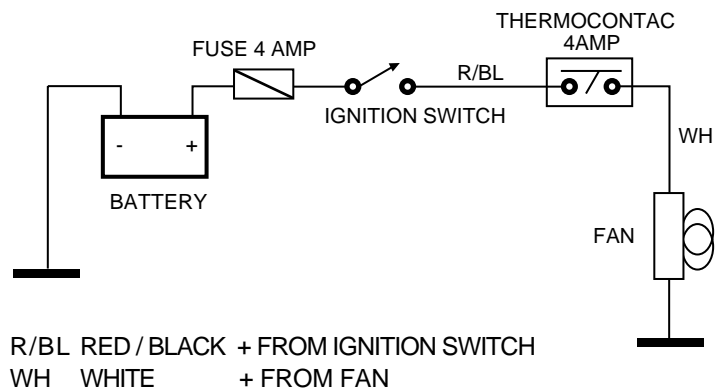 THERMOCONTAC
4AMP
FUSE 4 AMP
R/BL
IGNITION SWITCH
WH
- +
BATTERY
FAN
R/BL RED / BLACK + FROM IGNITION SWITCH
WH WHITE + FROM FAN